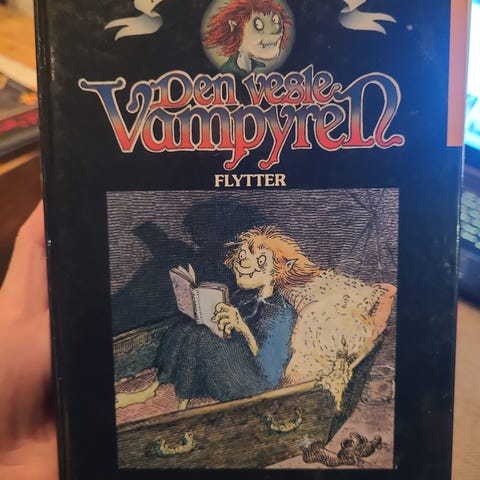 Den vesle
Vampyren
FLYTTER